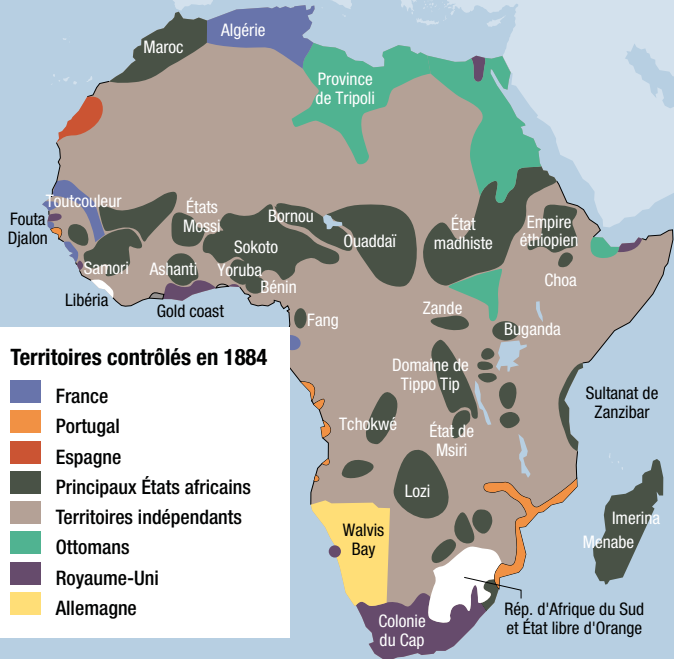 Maroc
Algérie
Province
de Tripoli
Toutcouleur
Fouta
Djalon
États
Mossi
Bornou
Ouaddaï
État
madhiste
Empire
éthiopien
Sokoto
Samori
Ashanti
Yoruba
Bénin
Choa
Libéria
Gold coast
Fang
Zande
Buganda
Domaine de
Tippo Tip
Sultanat de
Zanzibar
Tchokwé
État de
Msiri
Lozi
Imerina
Menabe
Walvis
Bay
Colonie
du Cap
Rép. d'Afrique du Sud
et État libre d'Orange
Territoires contrôlés en 1884
France
Portugal
Espagne
Principaux États africains
Territoires indépendants
Ottomans
Royaume-Uni
Allemagne